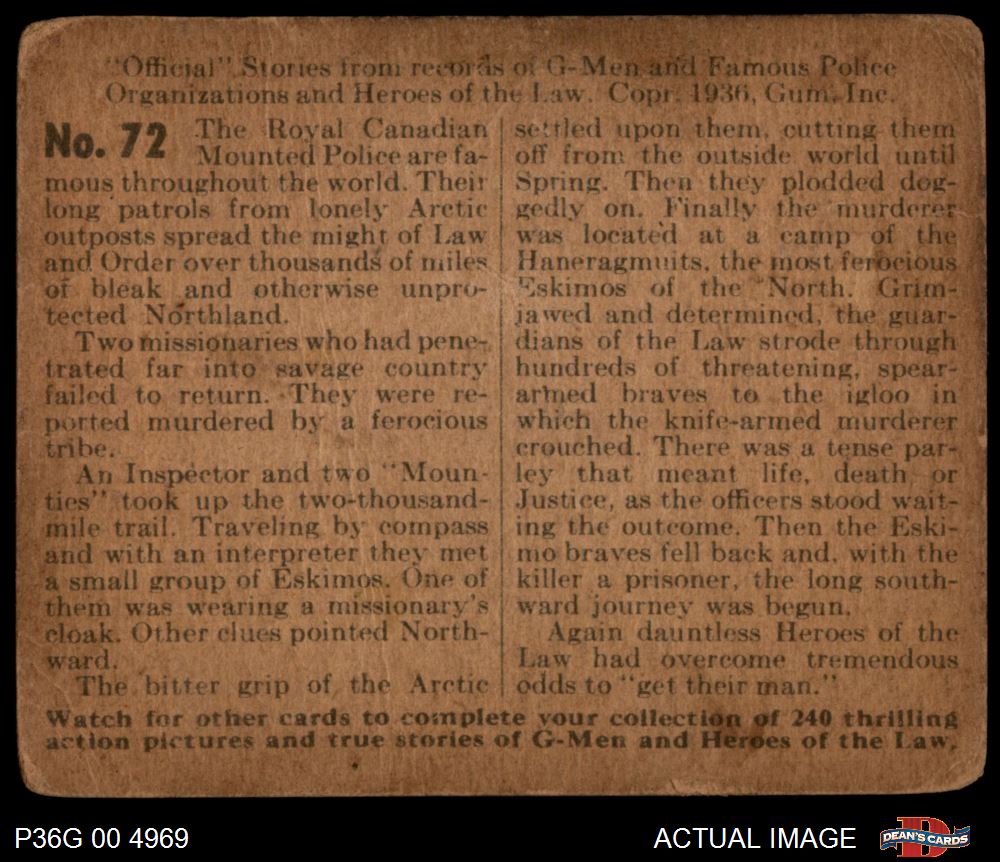 "Official" Stories from records of G-Men and Famous Police
Organizations and Heroes of the Law. Copr. 1936, Gum, Inc.
No. 72
The Royal Canadian
Mounted Police are fa-
mous throughout the world. Their
long patrols from lonely Arctic
outposts spread the might of Law
and Order over thousands of miles
of bleak and otherwise unpro-
tected Northland.
Two missionaries who had pene-
trated far into savage country
failed to return. They were re-
ported murdered by a ferocious
tribe.
An Inspector and two "Moun-
ties" took up the two-thousand-
mile trail. Traveling by compass
and with an interpreter they met
a small group of Eskimos. One of
them was wearing a missionary's
cloak. Other clues pointed North-
ward.
The bitter grip of the Arctic
settled upon them, cutting them
off from the outside world until
Spring. Then they plodded dog-
gedly on. Finally the murderer
was located at a camp of the
Haneragmuits, the most ferocious
Eskimos of the North. Grim-
jawed and determined, the guar-
dians of the Law strode through
hundreds of threatening, spear-
armed braves to the igloo in
which the knife-armed murderer
crouched. There was a tense par-
ley that meant life, death or
Justice, as the officers stood wait-
ing the outcome. Then the Eski-
mo braves fell back and, with the
killer a prisoner, the long south-
ward journey was begun.
Again dauntless Heroes of the
Law had overcome tremendous
odds to "get their man."
Watch for other cards to complete your collection of 240 thrilling
action pictures and true stories of G-Men and Heroes of the Law.
P36G 00 4969
ACTUAL IMAGE
DEAN'S CARDS